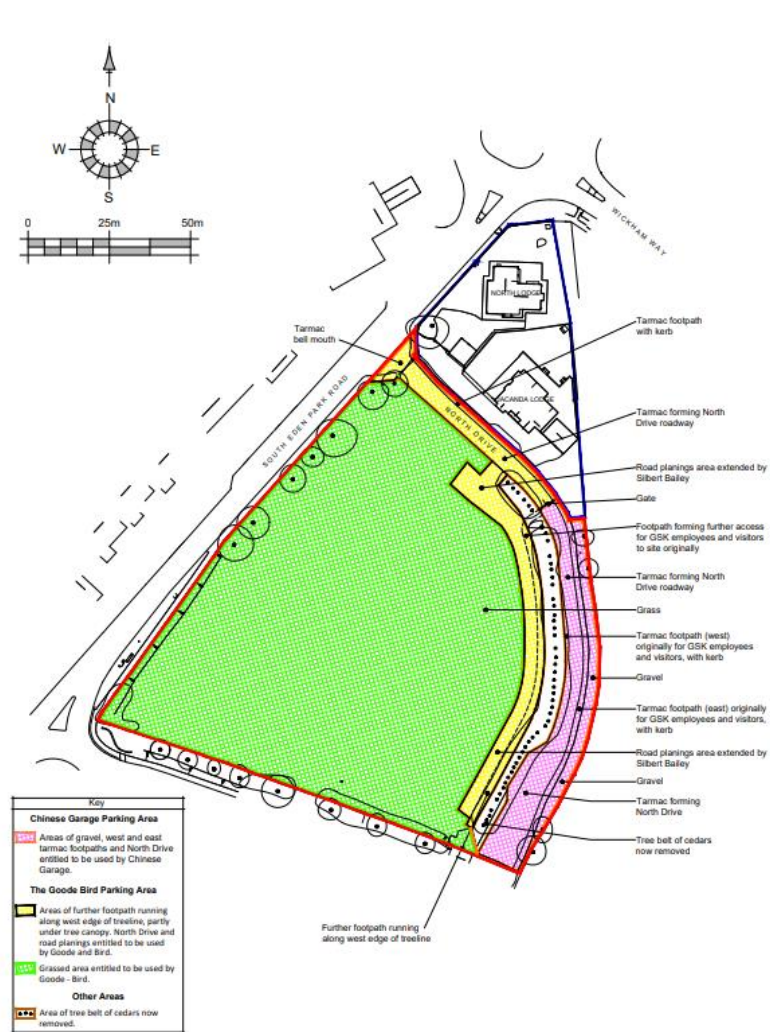 N
W
E
S
0
25m
50m
WICKHAM WAY
NORTH LODGE
Tarmac
bell mouth
SOUTH EDEN PARK ROAD
NORTH DRIVE
ACANDA LODGE
Tarmac footpath
with kerb
Tarmac forming North
Drive roadway
Road planings area extended by
Silbert Bailey
Gate
Footpath forming further access
for GSK employees and visitors
to site originally
Tarmac forming North
Drive roadway
Grass
Tarmac footpath (west)
originally for GSK employees
and visitors, with kerb
Gravel
Tarmac footpath (east) originally
for GSK employees and visitors,
with kerb
Road planings area extended by
Silbert Bailey
Gravel
Tarmac forming
North Drive
Tree belt of cedars
now removed
Further footpath running
along west edge of treeline
Key
Chinese Garage Parking Area
Areas of gravel, west and east
tarmac footpaths and North Drive
entitled to be used by Chinese
Garage.
The Goode Bird Parking Area
Areas of further footpath running
along west edge of treeline, partly
under tree canopy. North Drive and
road planings entitled to be used
by Goode and Bird.
Grassed area entitled to be used by
Goode - Bird.
Other Areas
Area of tree belt of cedars now
removed.